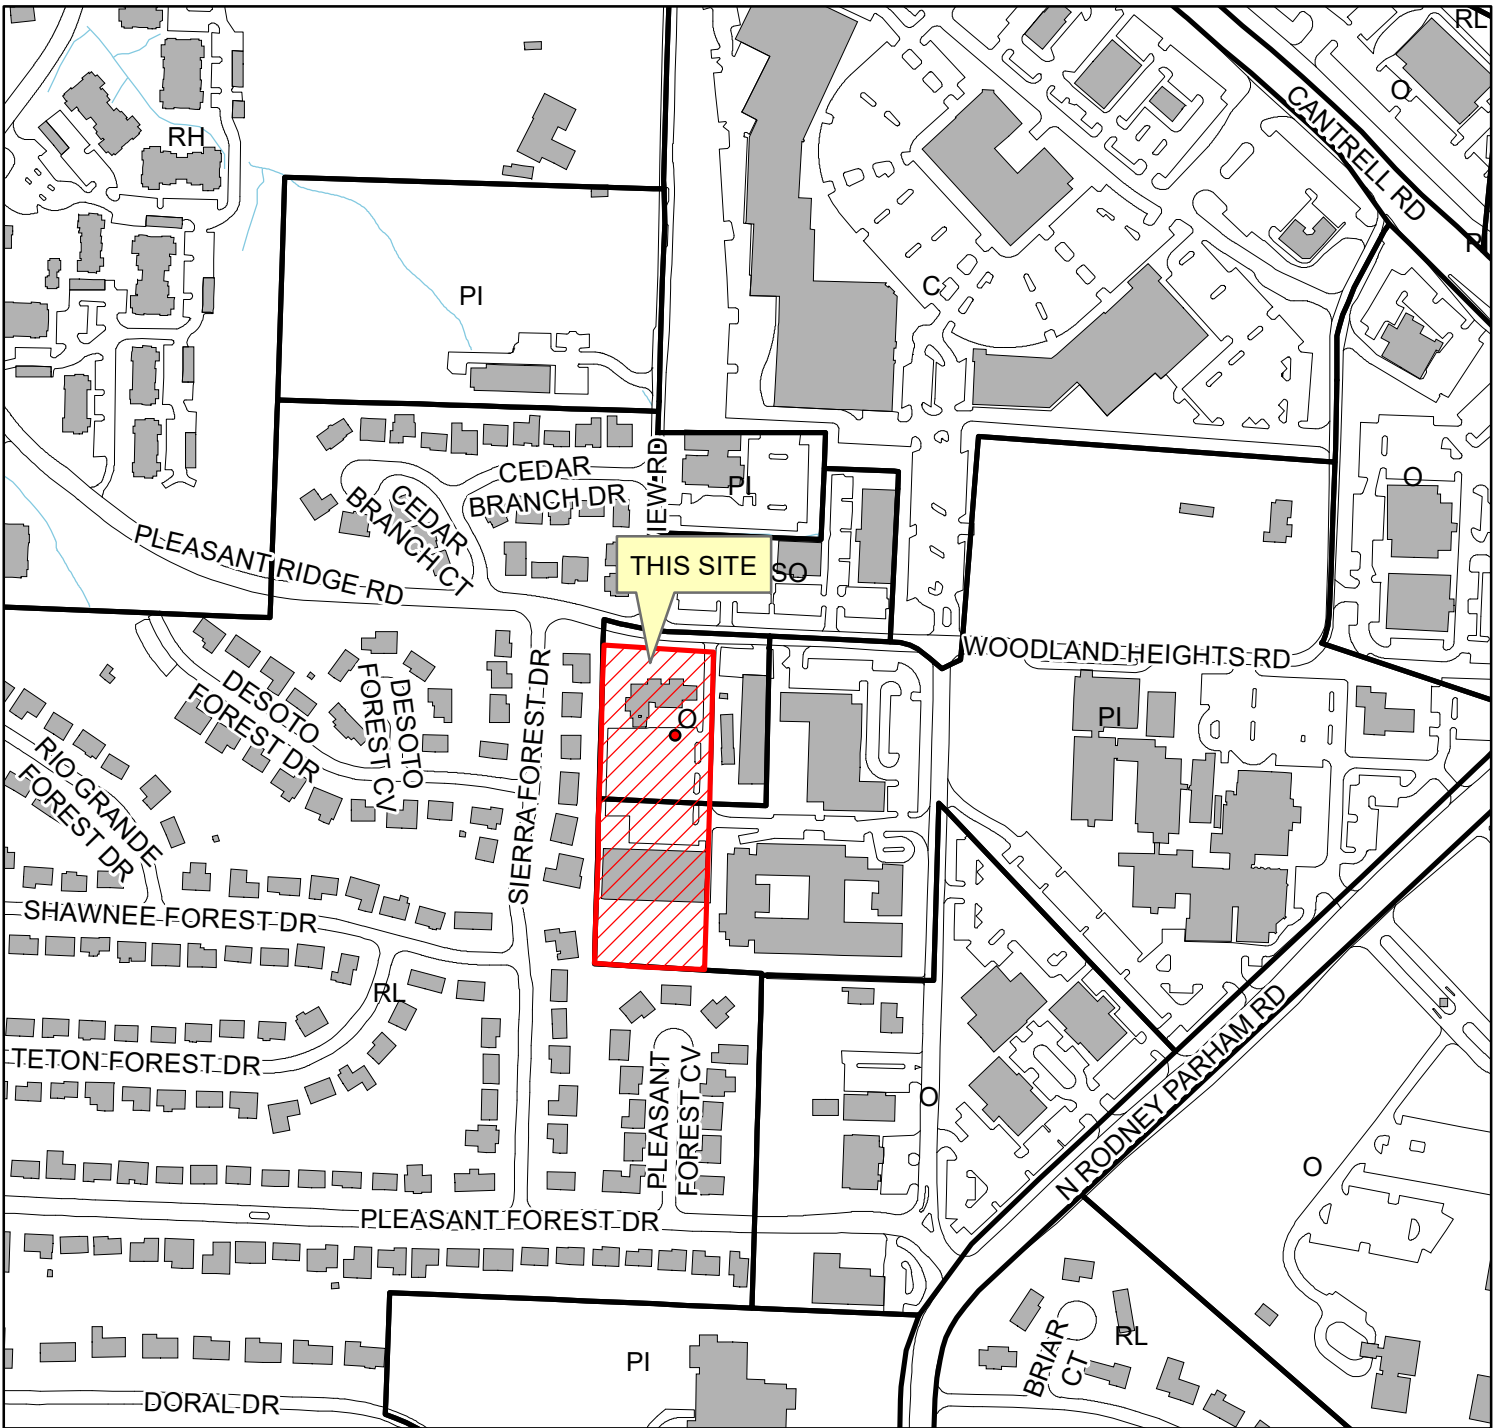 RL
O
CANTRELL RD
RH
P
C
PI
CEDAR
BRANCH DR
IEW RD
PI
O
CEDAR
BRANCH CT
PLEASANT RIDGE RD
THIS SITE
SO
WOODLAND HEIGHTS RD
DESOTO
FOREST DR
DESOTO
FOREST CV
SIERRA FOREST DR
O
PI
RIO GRANDE
FOREST DR
SHAWNEE FOREST DR
RL
TETON FOREST DR
PLEASANT
FOREST CV
O
N RODNEY PARHAM RD
O
PLEASANT FOREST DR
BRIAR
CT
RL
PI
DORAL DR